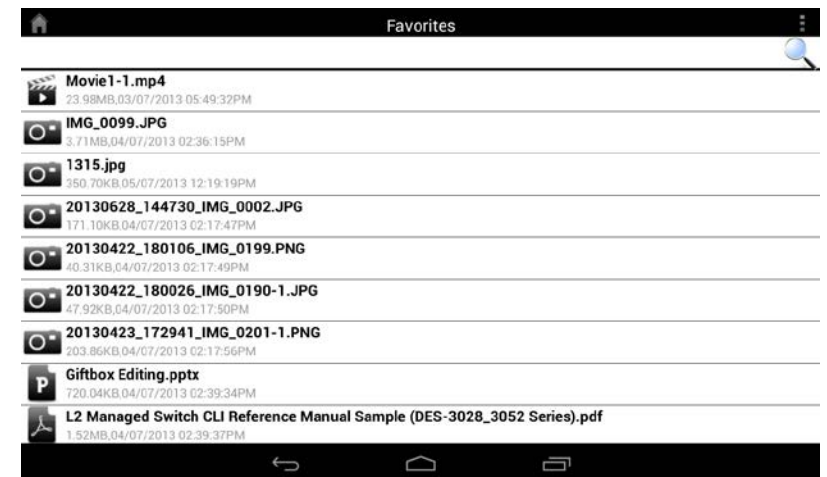 Favorites
Movie1-1.mp4
23.98MB,03/07/2013 05:49:32PM
IMG_0099.JPG
3.71MB,04/07/2013 02:36:15PM
1315.jpg
350.70KB,05/07/2013 12:19:19PM
20130628_144730_IMG_0002.JPG
171.10KB,04/07/2013 02:17:47PM
20130422_180106_IMG_0199.PNG
40.31KB,04/07/2013 02:17:49PM
20130422_180026_IMG_0190-1.JPG
47.92KB,04/07/2013 02:17:50PM
20130423_172941_IMG_0201-1.PNG
203.86KB,04/07/2013 02:17:56PM
P
Giftbox Editing.pptx
720.04KB,04/07/2013 02:39:34PM
L2 Managed Switch CLI Reference Manual Sample (DES-3028_3052 Series).pdf
1.52MB,04/07/2013 02:39:37PM